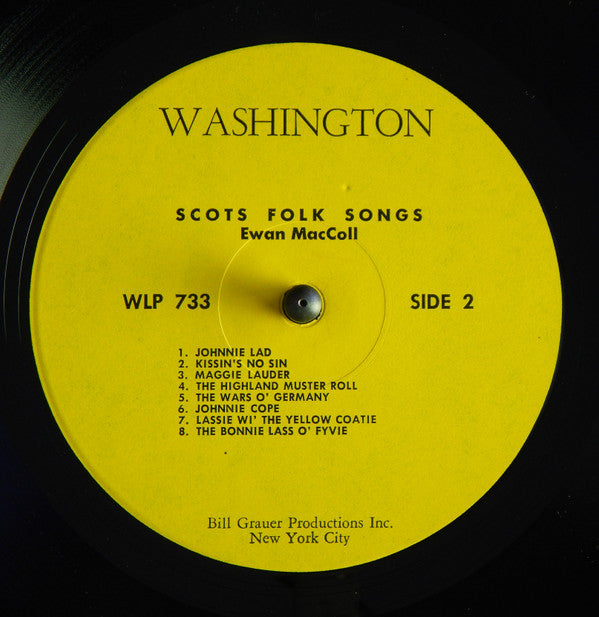 WASHINGTON
SCOTS FOLK SONGS
Ewan MacColl
WLP 733 SIDE 2
1. JOHNNIE LAD
2. KISSIN'S NO SIN
3. MAGGIE LAUDER
4. THE HIGHLAND MUSTER ROLL
5. THE WARS O' GERMANY
6. JOHNNIE COPE
7. LASSIE WI' THE YELLOW COATIE
8. THE BONNIE LASS O' FYVIE
Bill Grauer Productions Inc.
New York City